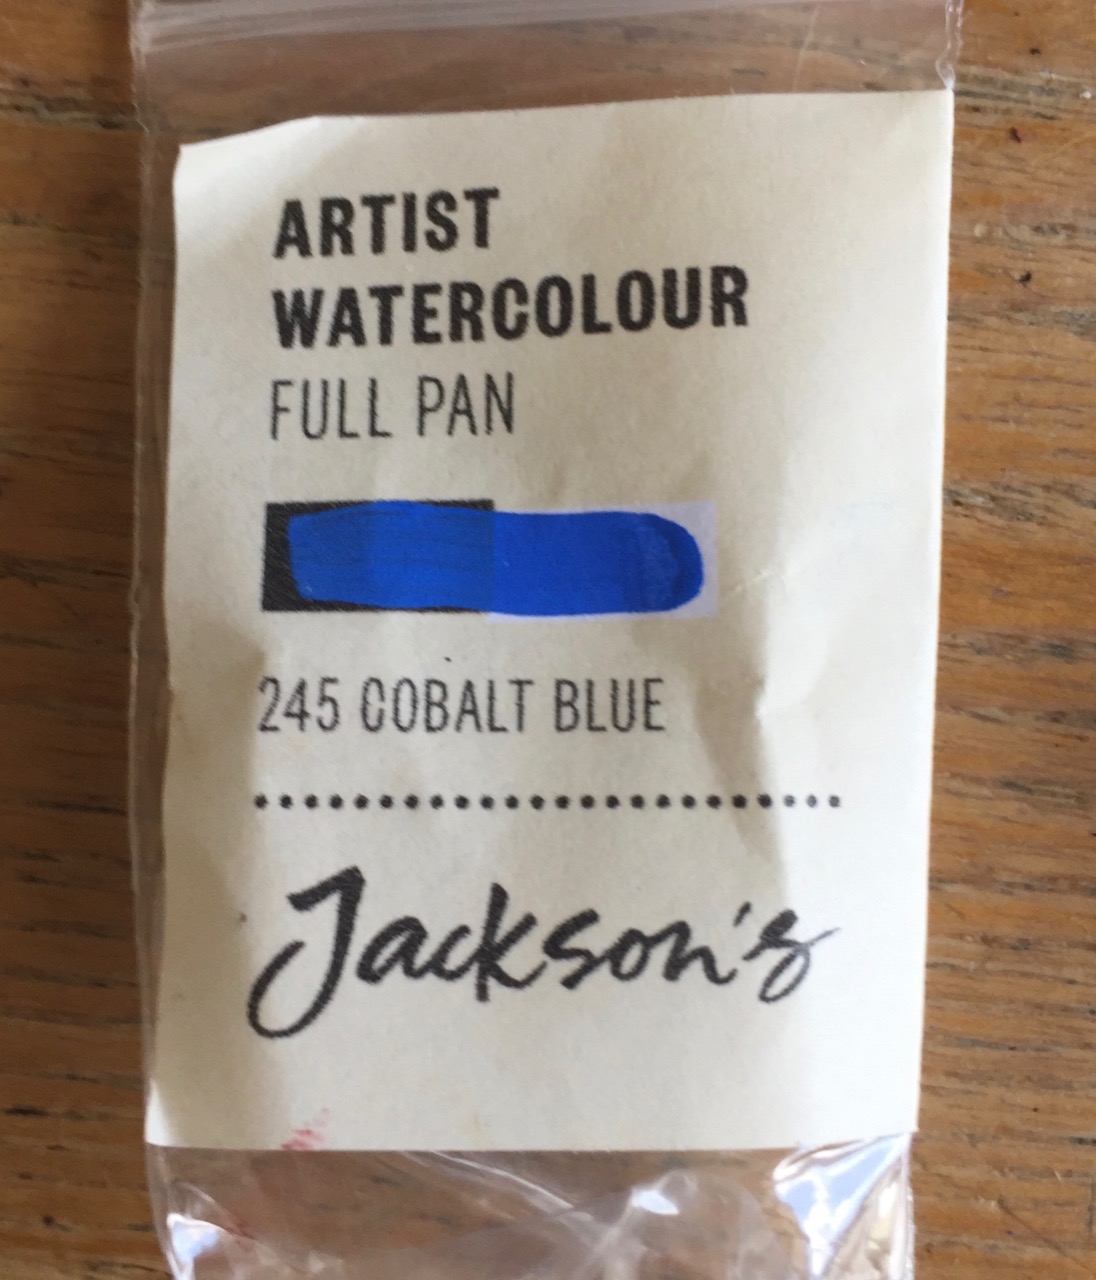 ARTIST
WATERCOLOUR
FULL PAN
245 COBALT BLUE
Jackson's